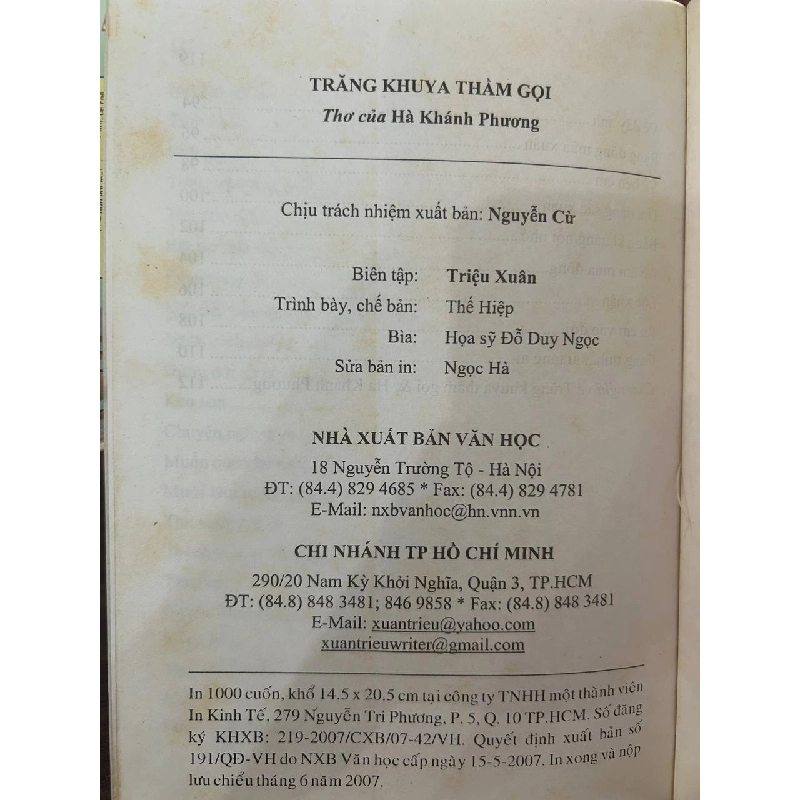 TRĂNG KHUYA THẦM GỌI
Thơ của Hà Khánh Phương
Chịu trách nhiệm xuất bản: Nguyễn Cừ
Biên tập: Triệu Xuân
Trình bày, chế bản: Thế Hiệp
Bìa: Họa sỹ Đỗ Duy Ngọc
Sửa bản in: Ngọc Hà
NHÀ XUẤT BẢN VĂN HỌC
18 Nguyễn Trường Tộ - Hà Nội
ĐT: (84.4) 829 4685 * Fax: (84.4) 829 4781
E-Mail: nxbvanhoc@hn.vnn.vn
CHI NHÁNH TP HỒ CHÍ MINH
290/20 Nam Kỳ Khởi Nghĩa, Quận 3, TP.HCM
ĐT: (84.8) 848 3481; 846 9858 * Fax: (84.8) 848 3481
E-Mail: xuantrieu@yahoo.com
xuantrieuwriter@gmail.com
In 1000 cuốn, khổ 14.5 x 20.5 cm tại công ty TNHH một thành viên
In Kinh Tế, 279 Nguyễn Tri Phương, P. 5, Q. 10 TP.HCM. Số đăng
ký KHXB: 219-2007/CXB/07-42/VH. Quyết định xuất bản số
191/QĐ-VH do NXB Văn học cấp ngày 15-5-2007. In xong và nộp
lưu chiểu tháng 6 năm 2007.